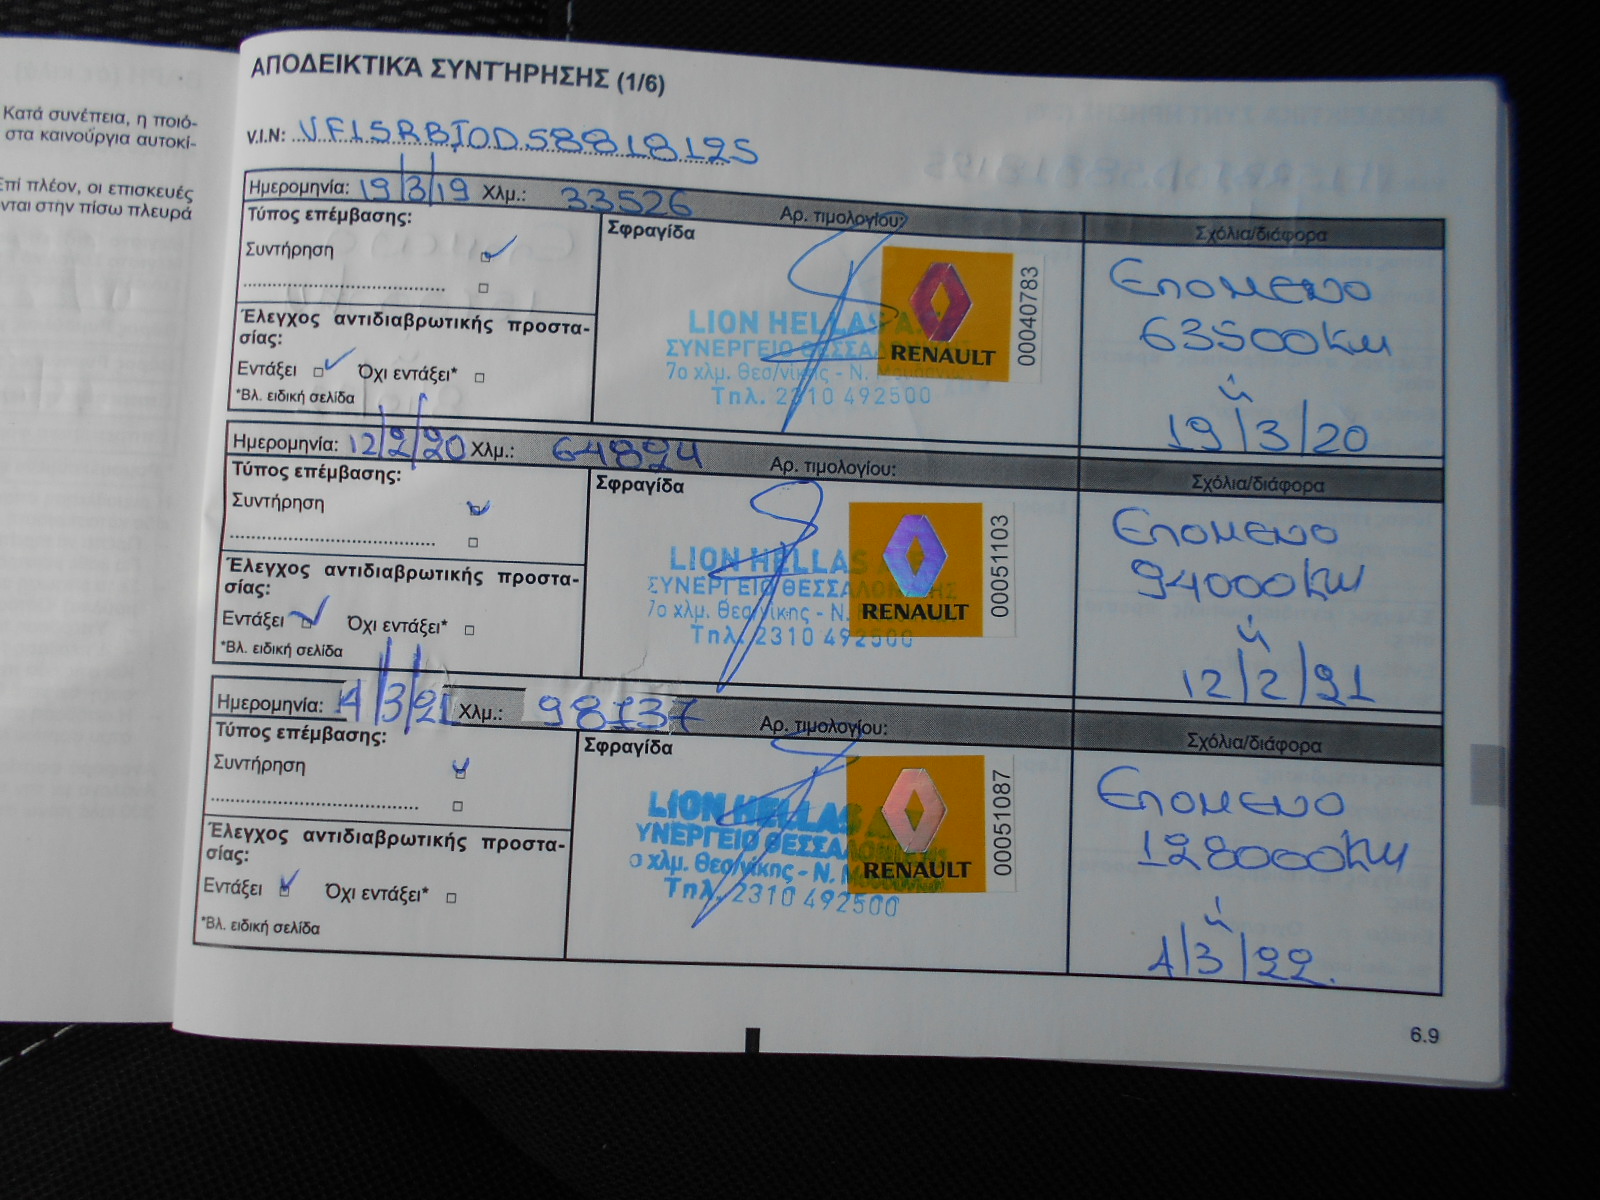 Κατά συνέπεια, η ποιό-
στα καινούργια αυτοκί-
Επί πλέον, οι επισκευές
νται στην πίσω πλευρά
ΑΠΟΔΕΙΚΤΙΚΆ ΣΥΝΤΉΡΗΣΗΣ (1/6)
V.I.N: VF15RBJ0D58818125
Ημερομηνία: 19/3/19 Χλμ.: 33526 Αρ. τιμολογίου:
Τύπος επέμβασης:
Συντήρηση
Έλεγχος αντιδιαβρωτικής προστα-
σίας:
Εντάξει Όχι εντάξει*
*Βλ. ειδική σελίδα
Σφραγίδα
LION HELLAS Α.
ΣΥΝΕΡΓΕΙΟ ΘΕΣΣΑ
7ο χλμ. Θεσ/νίκης - Ν.
Τηλ. 2310 492500
RENAULT
00040783
Σχόλια/διάφορα
Επομενο
63500km
ή
19/3/20
Ημερομηνία: 12/2/20 Χλμ.: 64824 Αρ. τιμολογίου:
Τύπος επέμβασης:
Συντήρηση
Έλεγχος αντιδιαβρωτικής προστα-
σίας:
Εντάξει Όχι εντάξει*
*Βλ. ειδική σελίδα
Σφραγίδα
LION HELLAS
ΣΥΝΕΡΓΕΙΟ ΘΕΣΣΑΛΟΝΙΚΗΣ
7ο χλμ. Θεσ/νίκης - Ν.
Τηλ. 2310 492500
RENAULT
00051103
Σχόλια/διάφορα
Επομενο
94000km
ή
12/2/21
Ημερομηνία: 1/3/21 Χλμ.: 98137 Αρ. τιμολογίου:
Τύπος επέμβασης:
Συντήρηση
Έλεγχος αντιδιαβρωτικής προστα-
σίας:
Εντάξει Όχι εντάξει*
*Βλ. ειδική σελίδα
Σφραγίδα
LION HELLAS
ΥΝΕΡΓΕΙΟ ΘΕΣΣΑΛΟΝΙΚΗΣ
ο χλμ. Θεσ/νίκης - Ν.
Τηλ. 2310 492500
RENAULT
00051087
Σχόλια/διάφορα
Επομενο
128000km
ή
1/3/22
6.9